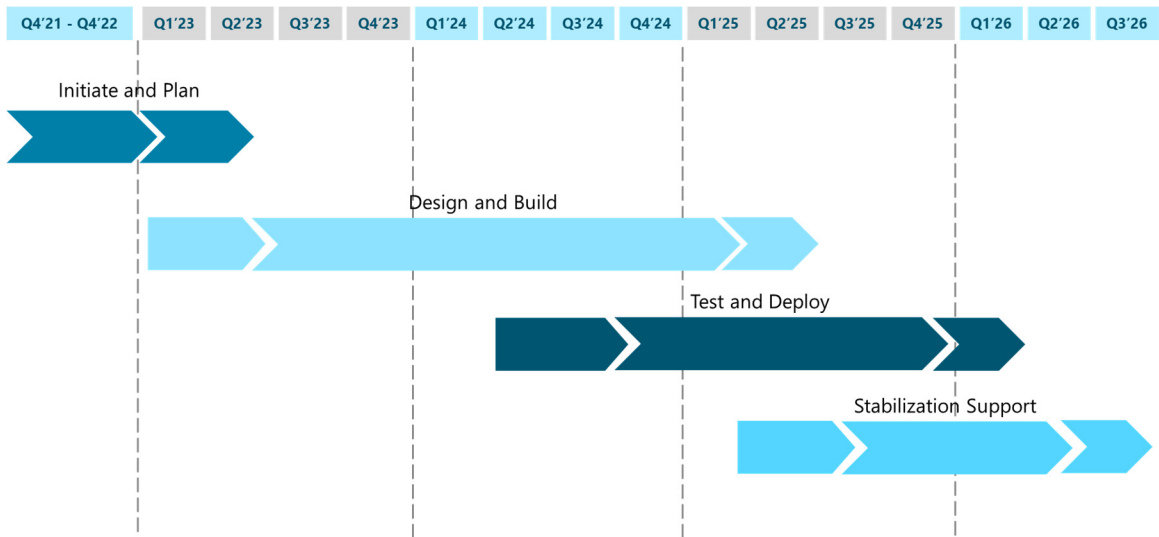 Q4'21 - Q4'22 Q1'23 Q2'23 Q3'23 Q4'23 Q1'24 Q2'24 Q3'24 Q4'24 Q1'25 Q2'25 Q3'25 Q4'25 Q1'26 Q2'26 Q3'26
Initiate and Plan
Design and Build
Test and Deploy
Stabilization Support